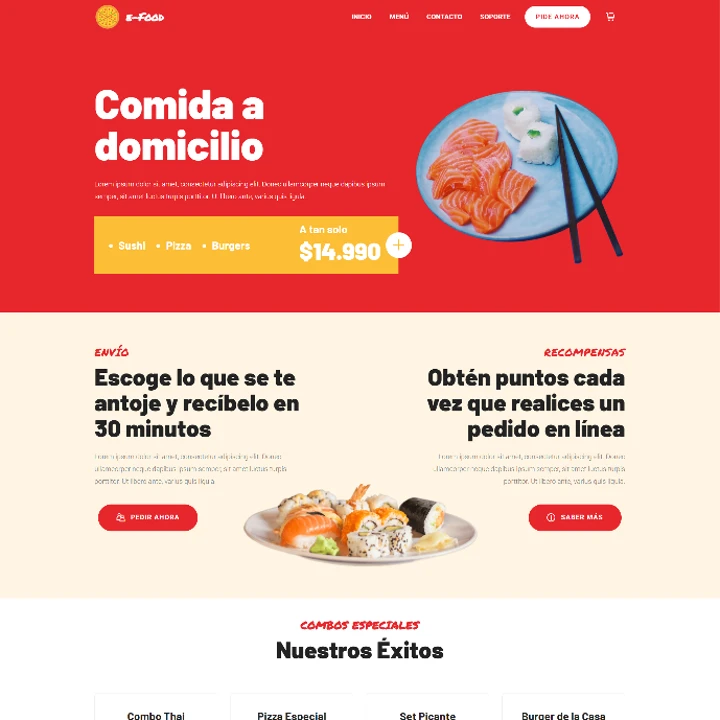 e-Food
INICIO
MENÚ
CONTACTO
SOPORTE
PIDE AHORA
Comida a
domicilio
Lorem ipsum dolor sit amet, consectetur adipiscing elit. Donec ullamcorper neque dapibus ipsum
semper, sit amet luctus turpis porttitor. Ut libero ante, varius quis ligula.
• Sushi • Pizza • Burgers
A tan solo
$14.990
ENVÍO
Escoge lo que se te
antoje y recíbelo en
30 minutos
Lorem ipsum dolor sit amet, consectetur adipiscing elit. Donec
ullamcorper neque dapibus ipsum semper, sit amet luctus turpis
porttitor. Ut libero ante, varius quis ligula.
PEDIR AHORA
RECOMPENSAS
Obtén puntos cada
vez que realices un
pedido en línea
Lorem ipsum dolor sit amet, consectetur adipiscing elit. Donec
ullamcorper neque dapibus ipsum semper, sit amet luctus turpis
porttitor. Ut libero ante, varius quis ligula.
SABER MÁS
COMBOS ESPECIALES
Nuestros Éxitos
Combo Thai
Pizza Especial
Set Picante
Burger de la Casa